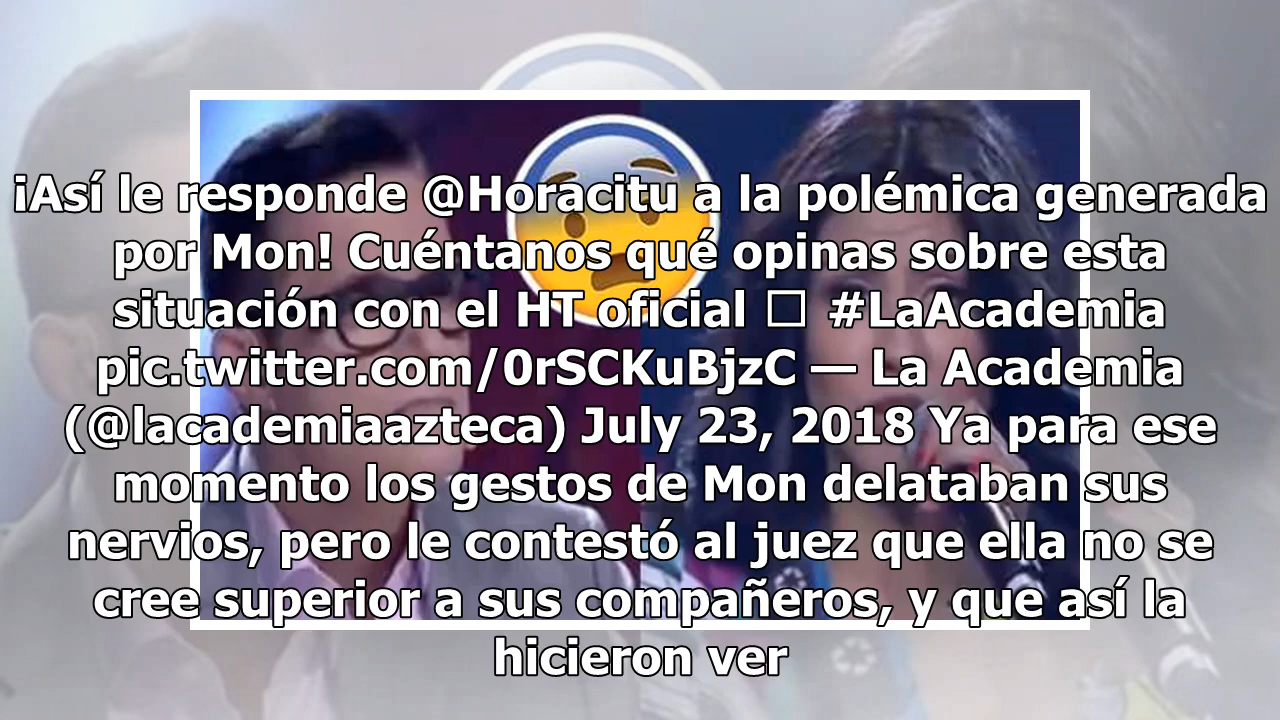 ¡Así le responde @Horacitu a la polémica generada
por Mon! Cuéntanos qué opinas sobre esta
situación con el HT oficial □ #LaAcademia
pic.twitter.com/0rSCKuBjzC — La Academia
(@lacademiaazteca) July 23, 2018 Ya para ese
momento los gestos de Mon delataban sus
nervios, pero le contestó al juez que ella no se
cree superior a sus compañeros, y que así la
hicieron ver